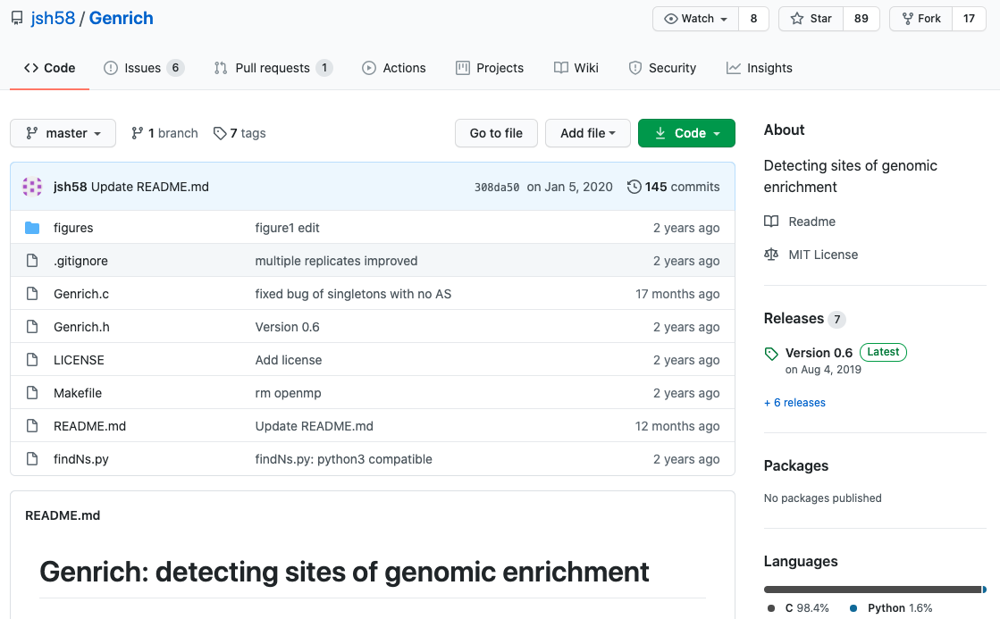 jsh58 / Genrich
Watch 8 Star 89 Fork 17
Code Issues 6 Pull requests 1 Actions Projects Wiki Security Insights
master 1 branch 7 tags Go to file Add file Code
jsh58 Update README.md 308da50 on Jan 5, 2020 145 commits
figures figure1 edit 2 years ago
.gitignore multiple replicates improved 2 years ago
Genrich.c fixed bug of singletons with no AS 17 months ago
Genrich.h Version 0.6 2 years ago
LICENSE Add license 2 years ago
Makefile rm openmp 2 years ago
README.md Update README.md 12 months ago
findNs.py findNs.py: python3 compatible 2 years ago
README.md
Genrich: detecting sites of genomic enrichment
About
Detecting sites of genomic
enrichment
Readme
MIT License
Releases 7
Version 0.6 Latest
on Aug 4, 2019
+ 6 releases
Packages
No packages published
Languages
C 98.4% Python 1.6%